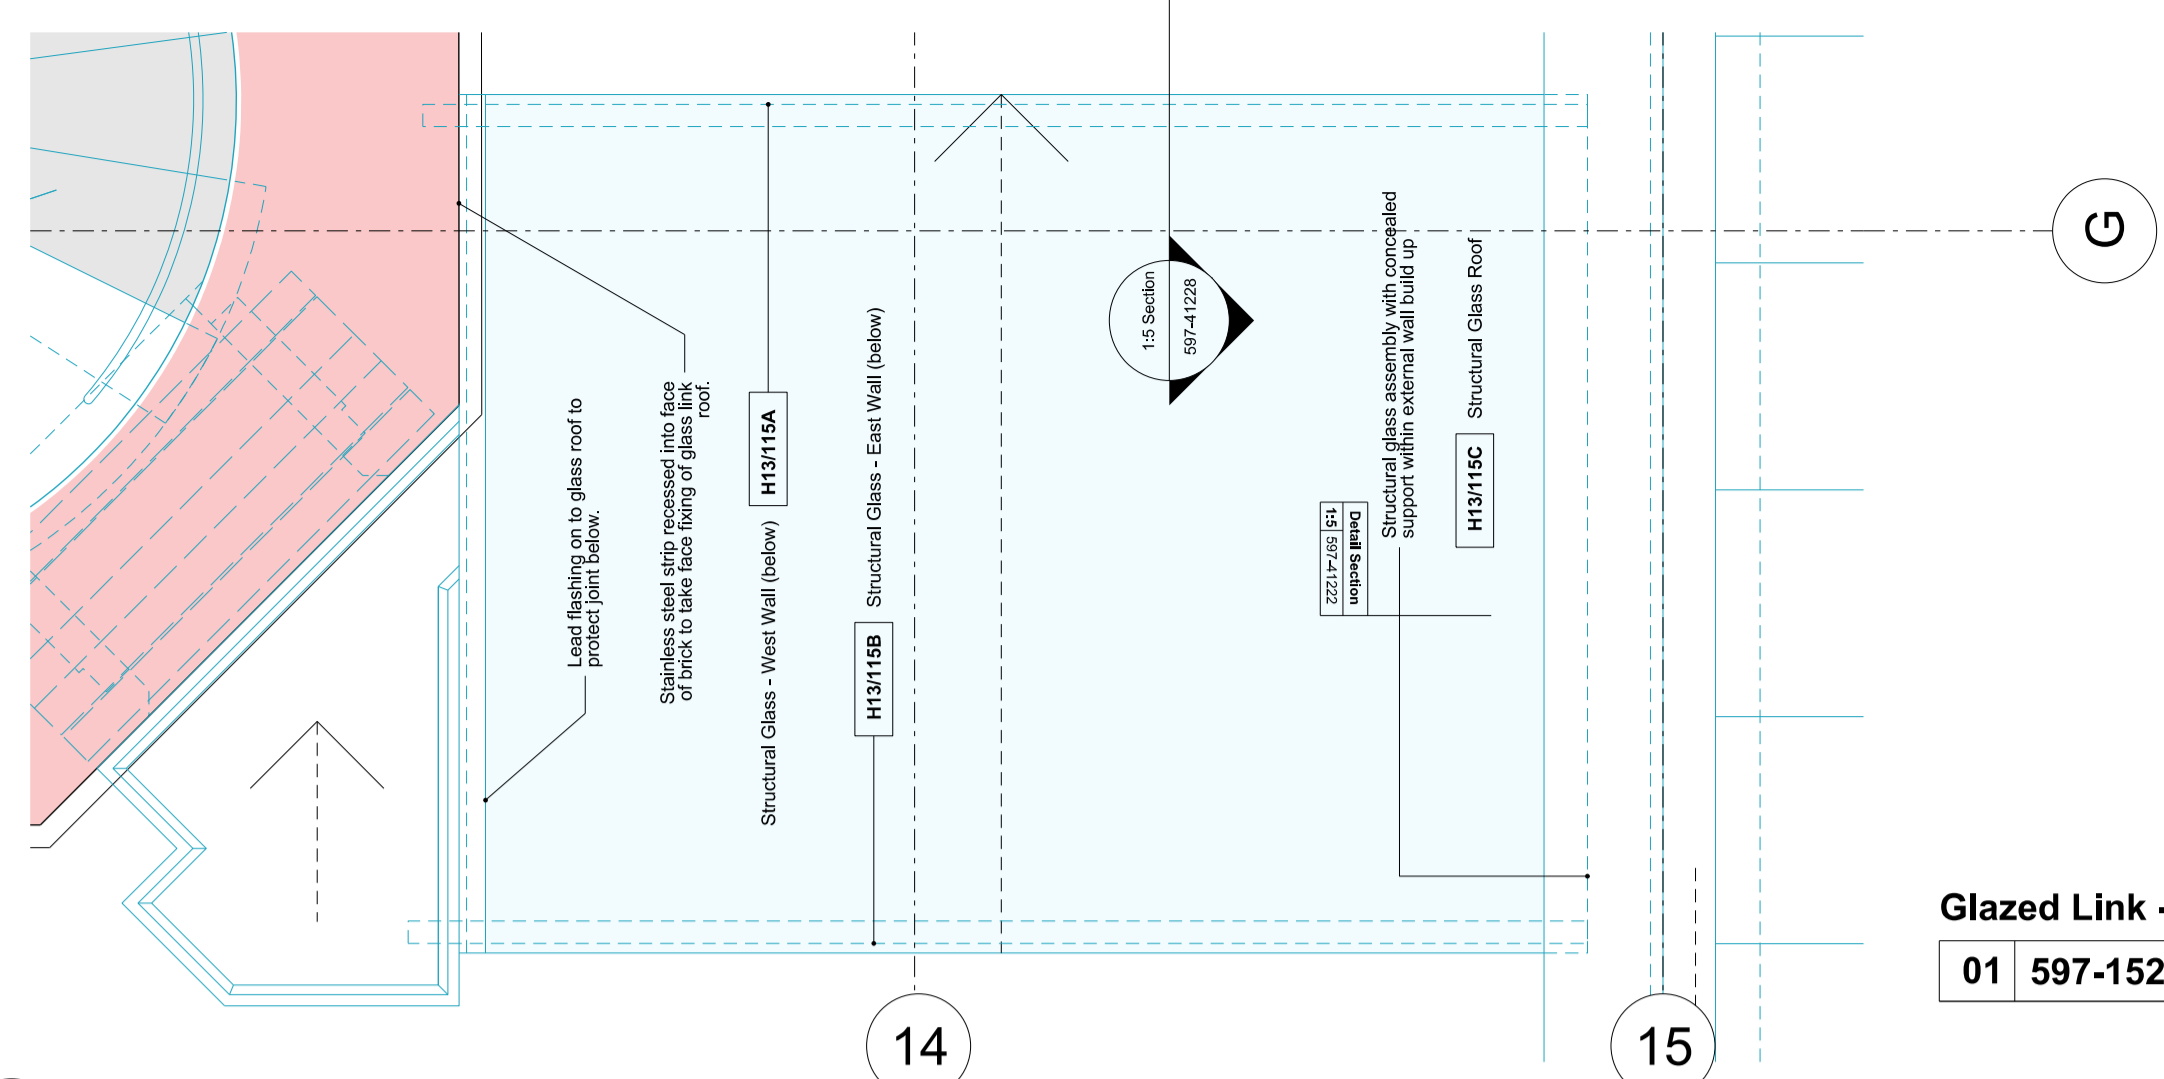 Lead flashing on to glass roof to
protect joint below.
Stainless steel strip recessed into face
of brick to take face fixing of glass link
roof.
H13/115A
Structural Glass - West Wall (below)
H13/115B
Structural Glass - East Wall (below)
1:5 Section
597-41228
Detail Section
1:5 597-41222
Structural glass assembly with concealed
support within external wall build up
H13/115C
Structural Glass Roof
G
14
15
Glazed Link -
01 597-152